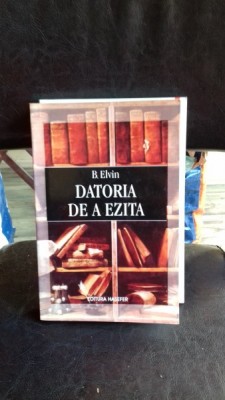 B. Elvin
DATORIA
DE A EZITA
EDITURA HASEFER